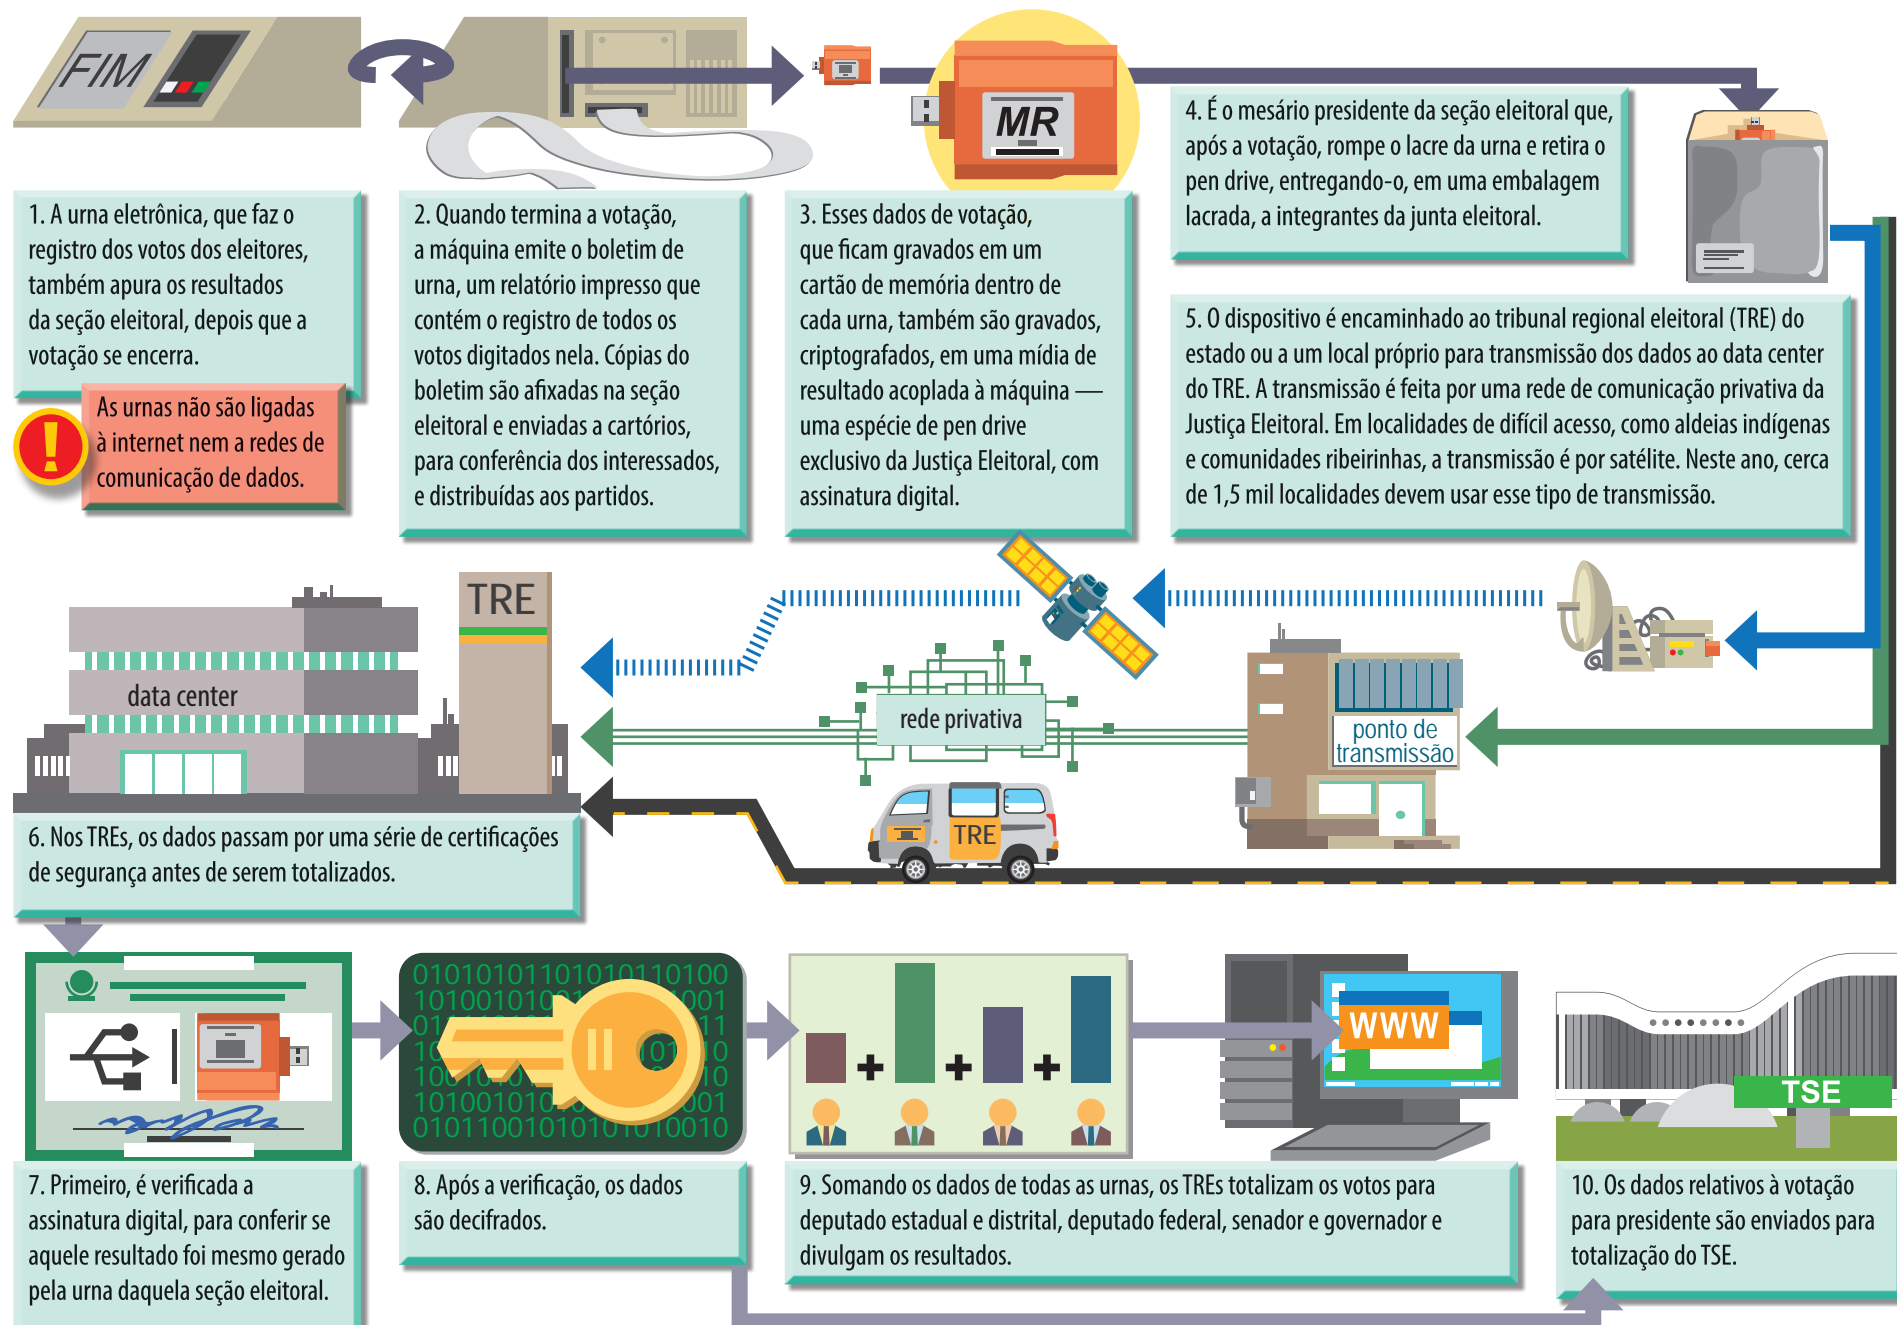 FIM
MR
1. A urna eletrônica, que faz o
registro dos votos dos eleitores,
também apura os resultados
da seção eleitoral, depois que a
votação se encerra.
!
As urnas não são ligadas
à internet nem a redes de
comunicação de dados.
2. Quando termina a votação,
a máquina emite o boletim de
urna, um relatório impresso que
contém o registro de todos os
votos digitados nela. Cópias do
boletim são afixadas na seção
eleitoral e enviadas a cartórios,
para conferência dos interessados,
e distribuídas aos partidos.
3. Esses dados de votação,
que ficam gravados em um
cartão de memória dentro de
cada urna, também são gravados,
criptografados, em uma mídia de
resultado acoplada à máquina —
uma espécie de pen drive
exclusivo da Justiça Eleitoral, com
assinatura digital.
4. É o mesário presidente da seção eleitoral que,
após a votação, rompe o lacre da urna e retira o
pen drive, entregando-o, em uma embalagem
lacrada, a integrantes da junta eleitoral.
5. O dispositivo é encaminhado ao tribunal regional eleitoral (TRE) do
estado ou a um local próprio para transmissão dos dados ao data center
do TRE. A transmissão é feita por uma rede de comunicação privativa da
Justiça Eleitoral. Em localidades de difícil acesso, como aldeias indígenas
e comunidades ribeirinhas, a transmissão é por satélite. Neste ano, cerca
de 1,5 mil localidades devem usar esse tipo de transmissão.
TRE
data center
rede privativa
ponto de
transmissão
TRE
6. Nos TREs, os dados passam por uma série de certificações
de segurança antes de serem totalizados.
WWW
TSE
7. Primeiro, é verificada a
assinatura digital, para conferir se
aquele resultado foi mesmo gerado
pela urna daquela seção eleitoral.
8. Após a verificação, os dados
são decifrados.
9. Somando os dados de todas as urnas, os TREs totalizam os votos para
deputado estadual e distrital, deputado federal, senador e governador e
divulgam os resultados.
10. Os dados relativos à votação
para presidente são enviados para
totalização do TSE.